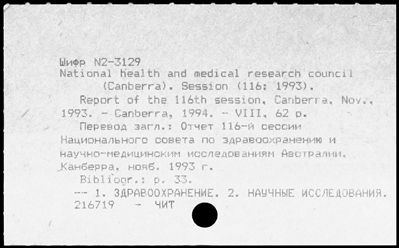 Шифр N2-3129
National health and medical research council
(Canberra). Session (116; 1993).
Report of the 116th session, Canberra, Nov.,
1993. - Canberra, 1994. - VIII, 62 p.
Перевод загл.: Отчет 116-й сессии
Национального совета по здравоохранению и
научно-медицинским исследованиям Австралии.
Канберра, нояб. 1993 г.
Bibliogr.: p. 33.
-- 1. ЗДРАВООХРАНЕНИЕ. 2. НАУЧНЫЕ ИССЛЕДОВАНИЯ.
216719 - ЧИТ